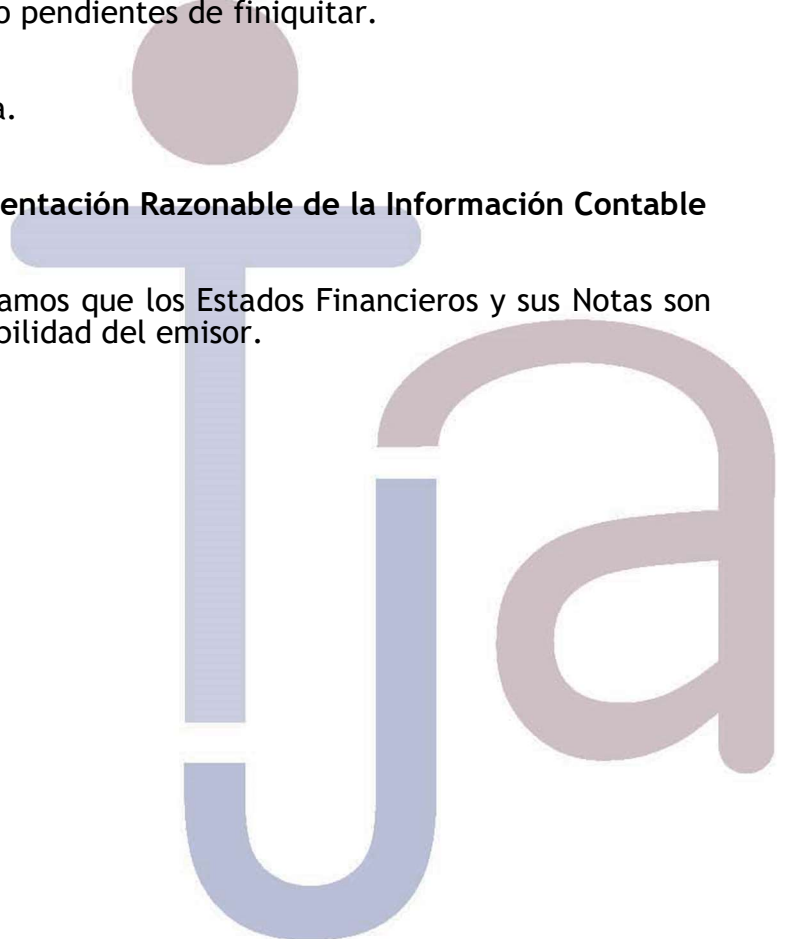 o pendientes de finiquitar.
a.
entación Razonable de la Información Contable
amos que los Estados Financieros y sus Notas son
bilidad del emisor.
Tja